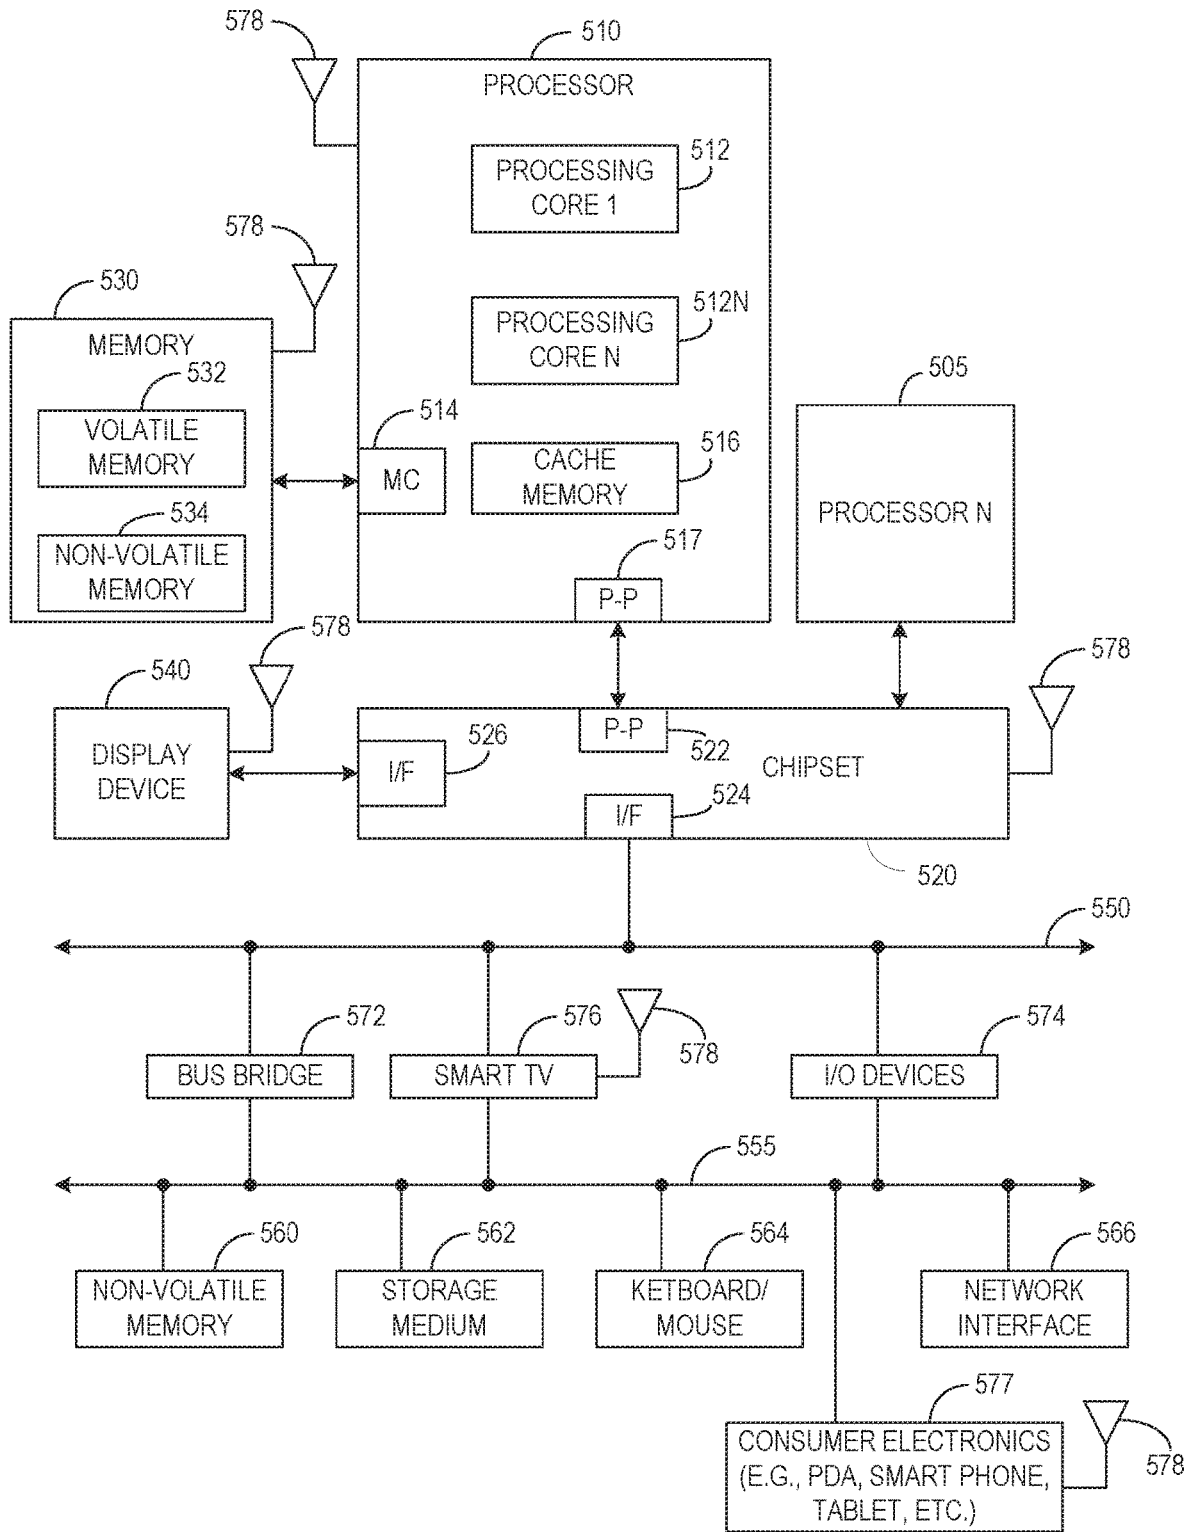 578
510
PROCESSOR
512
PROCESSING
CORE 1
578
530
512N
PROCESSING
CORE N
MEMORY
532
VOLATILE
MEMORY
505
514
MC
516
CACHE
MEMORY
PROCESSOR N
534
NON-VOLATILE
MEMORY
517
P-P
578
540
578
DISPLAY
DEVICE
526
I/F
P-P
522
CHIPSET
524
I/F
520
550
572
576
578
574
BUS BRIDGE
SMART TV
I/O DEVICES
555
560
562
564
566
NON-VOLATILE
MEMORY
STORAGE
MEDIUM
KETBOARD/
MOUSE
NETWORK
INTERFACE
577
CONSUMER ELECTRONICS
(E.G., PDA, SMART PHONE,
TABLET, ETC.)
578